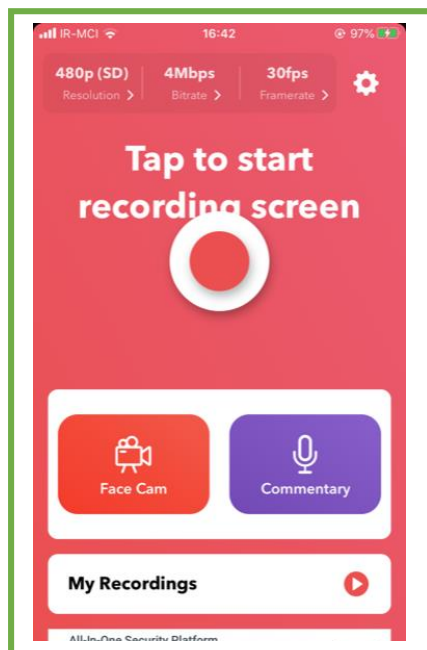 IR-MCI 16:42 97%
480p (SD) 4Mbps 30fps
Resolution > Bitrate > Framerate >
Tap to start
recording screen
Face Cam Commentary
My Recordings
All-In-One Security Platform